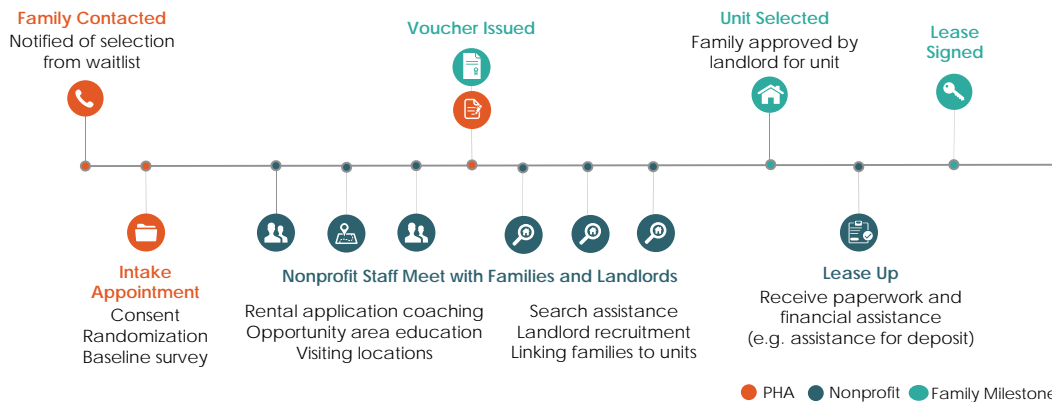 Family Contacted
Notified of selection
from waitlist
Voucher Issued
Unit Selected
Family approved by
landlord for unit
Lease
Signed
Intake
Appointment
Consent
Randomization
Baseline survey
Nonprofit Staff Meet with Families and Landlords
Rental application coaching
Opportunity area education
Visiting locations
Search assistance
Landlord recruitment
Linking families to units
Lease Up
Receive paperwork and
financial assistance
(e.g. assistance for deposit)
PHA
Nonprofit
Family Milestone